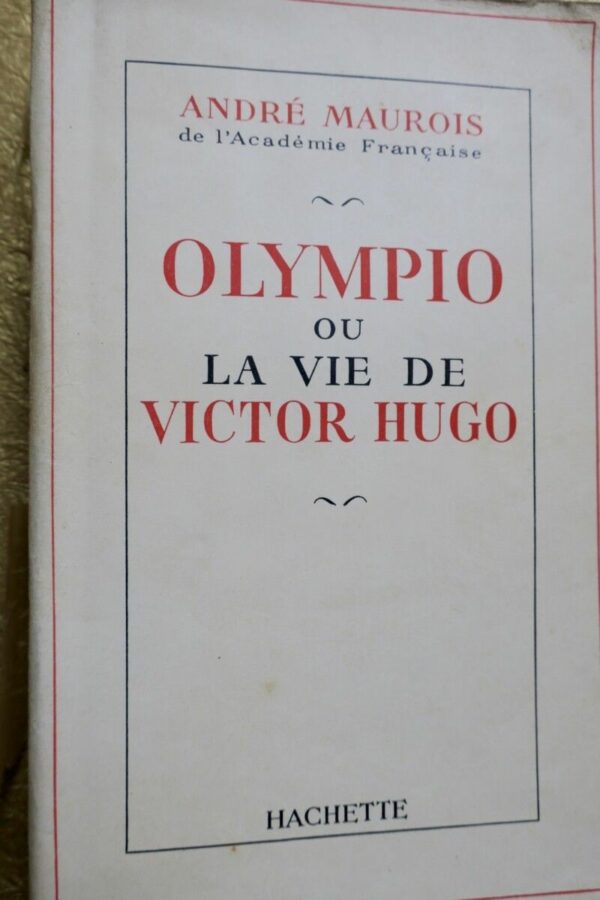 ANDRÉ MAUROIS
de l'Académie Française
OLYMPIO
OU
LA VIE DE
VICTOR HUGO
HACHETTE